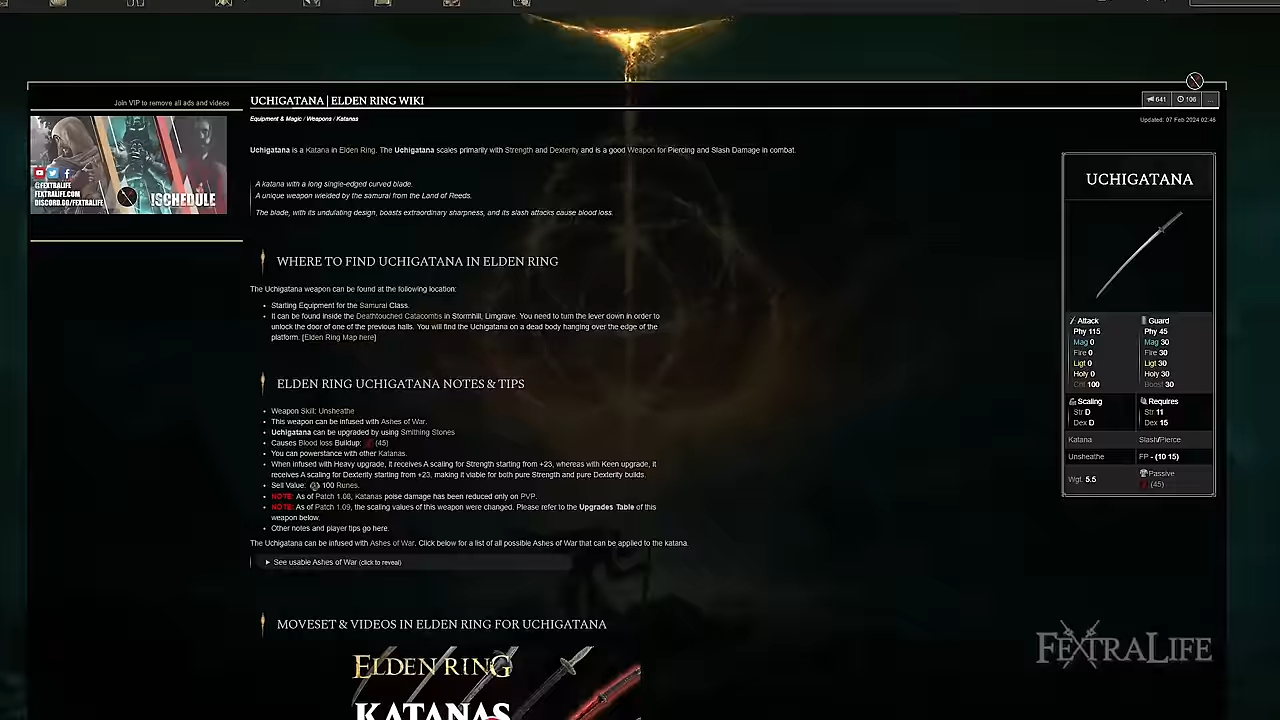 Join VIP to remove all ads and videos
@FEXTRALIFE
FEXTRALIFE.COM
DISCORD.GG/FEXTRALIFE
!SCHEDULE
UCHIGATANA | ELDEN RING WIKI
641
106
...
Equipment & Magic / Weapons / Katanas
Updated: 07 Feb 2024 02:46
Uchigatana is a Katana in Elden Ring. The Uchigatana scales primarily with Strength and Dexterity and is a good Weapon for Piercing and Slash Damage in combat.
A katana with a long single-edged curved blade.
A unique weapon wielded by the samurai from the Land of Reeds.
The blade, with its undulating design, boasts extraordinary sharpness, and its slash attacks cause blood loss.
WHERE TO FIND UCHIGATANA IN ELDEN RING
The Uchigatana weapon can be found at the following location:
Starting Equipment for the Samurai Class.
It can be found inside the Deathtouched Catacombs in Stormhill, Limgrave. You need to turn the lever down in order to
unlock the door of one of the previous halls. You will find the Uchigatana on a dead body hanging over the edge of the
platform. [Elden Ring Map here]
ELDEN RING UCHIGATANA NOTES & TIPS
Weapon Skill: Unsheathe
This weapon can be infused with Ashes of War.
Uchigatana can be upgraded by using Smithing Stones
Causes Blood loss Buildup: (45)
You can powerstance with other Katanas.
When infused with Heavy upgrade, it receives A scaling for Strength starting from +23, whereas with Keen upgrade, it
receives A scaling for Dexterity starting from +23, making it viable for both pure Strength and pure Dexterity builds.
Sell Value: 100 Runes.
NOTE: As of Patch 1.08, Katanas poise damage has been reduced only on PVP.
NOTE: As of Patch 1.09, the scaling values of this weapon were changed. Please refer to the Upgrades Table of this
weapon below.
Other notes and player tips go here.
The Uchigatana can be infused with Ashes of War. Click below for a list of all possible Ashes of War that can be applied to the katana.
► See usable Ashes of War (click to reveal)
MOVESET & VIDEOS IN ELDEN RING FOR UCHIGATANA
ELDEN RING
KATANAS
UCHIGATANA
Attack Guard
Phy 115 Phy 45
Mag 0 Mag 30
Fire 0 Fire 30
Ligt 0 Ligt 30
Holy 0 Holy 30
Crit 100 Boost 30
Scaling Requires
Str D Str 11
Dex D Dex 15
Katana Slash/Pierce
Unsheathe FP - (10 15)
Wgt. 5.5 Passive
(45)
FEXTRALIFE